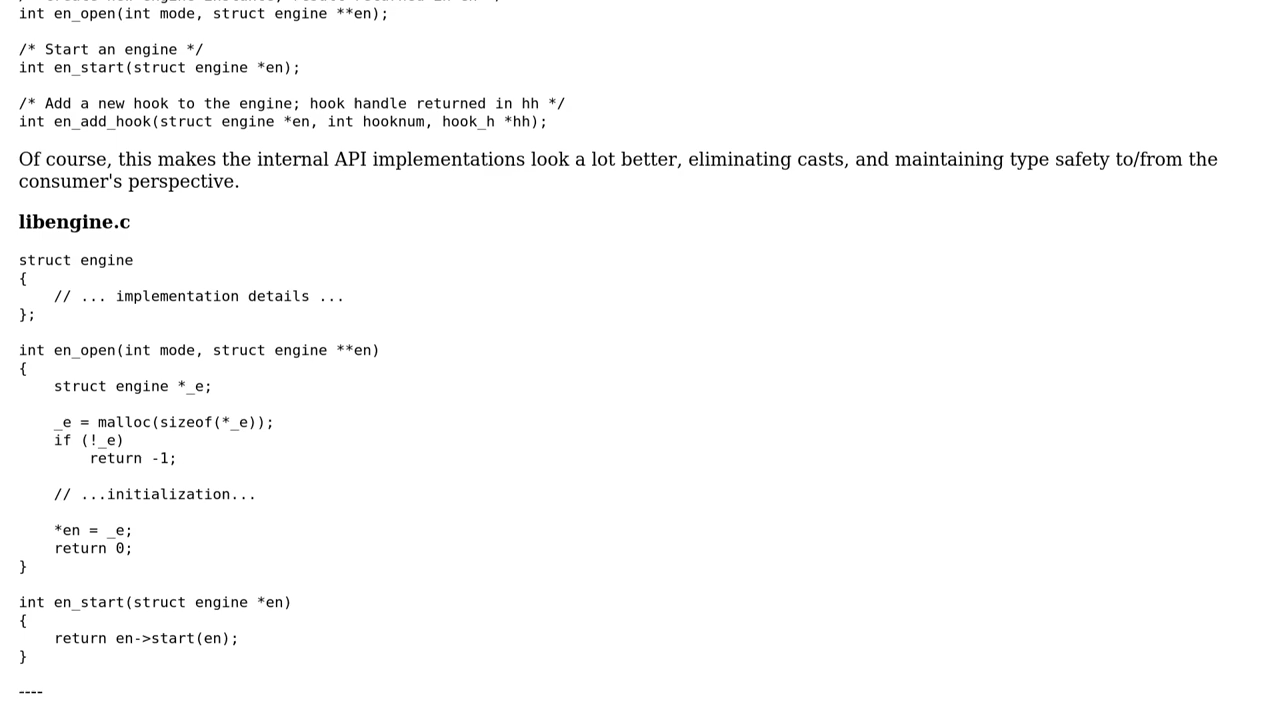 int en_open(int mode, struct engine **en);
/* Start an engine */
int en_start(struct engine *en);
/* Add a new hook to the engine; hook handle returned in hh */
int en_add_hook(struct engine *en, int hooknum, hook_h *hh);
Of course, this makes the internal API implementations look a lot better, eliminating casts, and maintaining type safety to/from the
consumer's perspective.
libengine.c
struct engine
{
    // ... implementation details ...
};
int en_open(int mode, struct engine **en)
{
    struct engine *_e;
    _e = malloc(sizeof(*_e));
    if (!_e)
        return -1;
    // ...initialization...
    *en = _e;
    return 0;
}
int en_start(struct engine *en)
{
    return en->start(en);
}
----